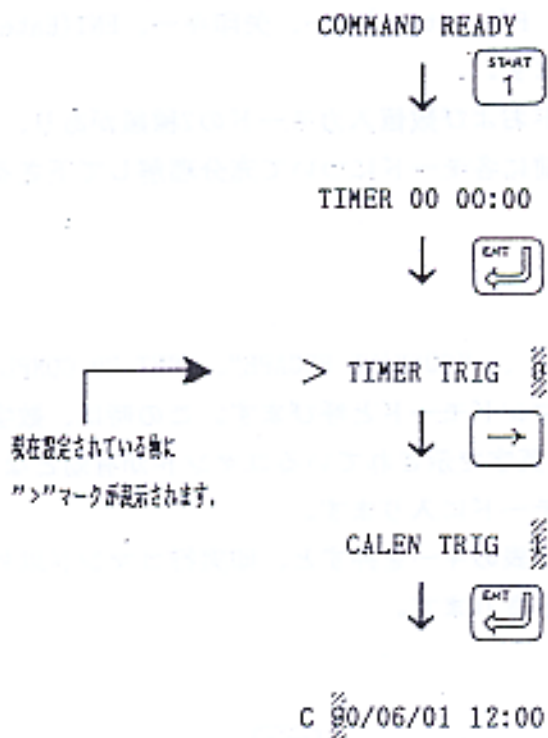 COMMAND READY
START
1
TIMER 00 00:00
ENT
> TIMER TRIG 0
→
現在設定されている側に
”>”マークが表示されます。
CALEN TRIG 1
ENT
C 90/06/01 12:00